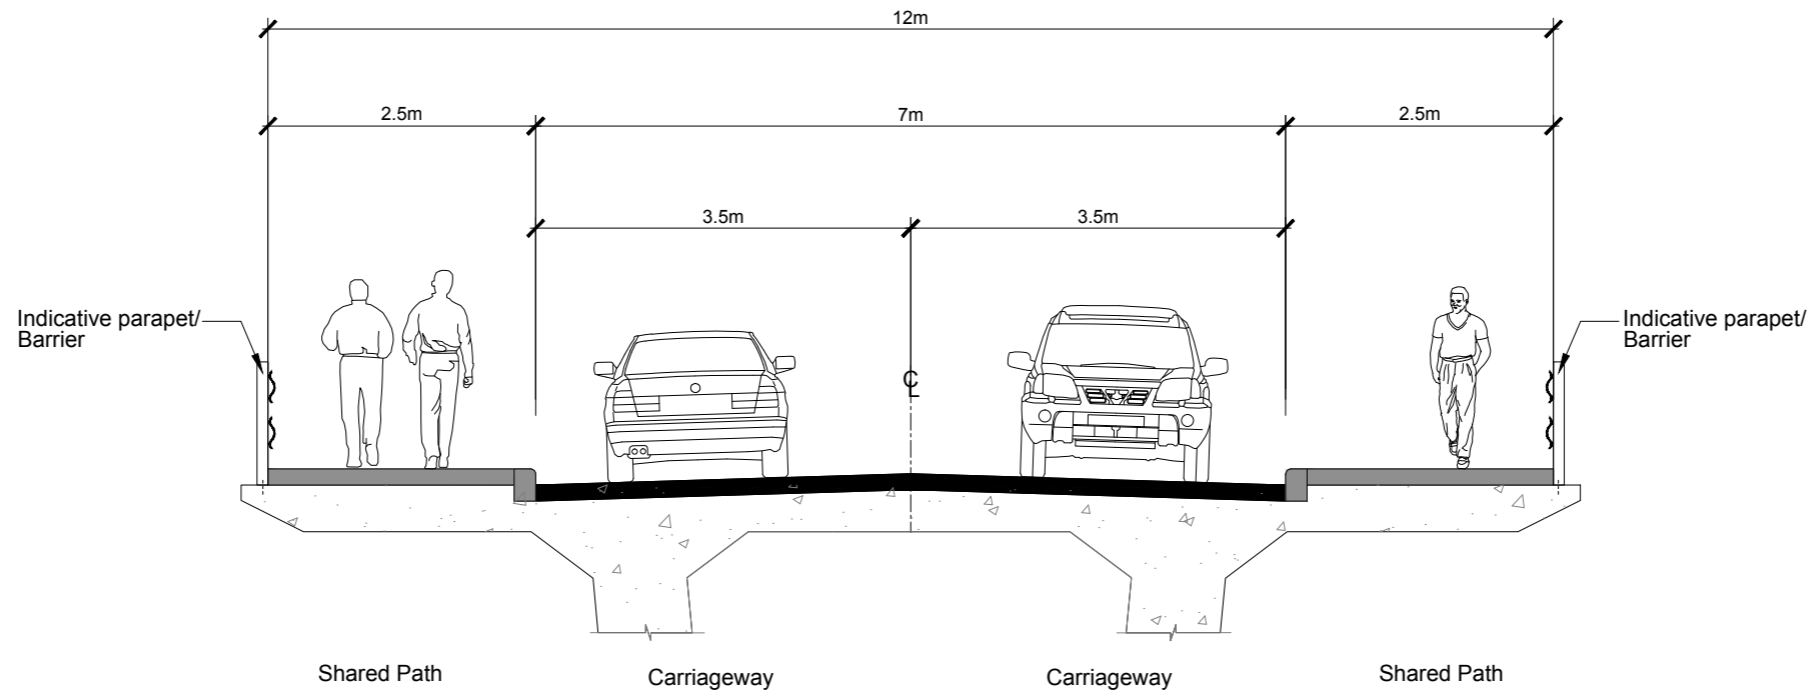 12m
2.5m
7m
2.5m
3.5m
3.5m
Indicative parapet/
Barrier
Indicative parapet/
Barrier
CL
Shared Path
Carriageway
Carriageway
Shared Path